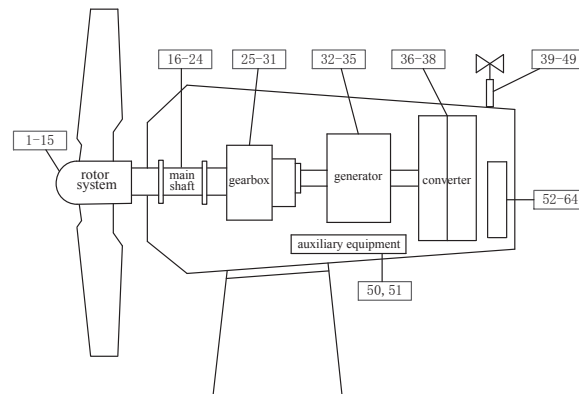 16-24
25-31
32-35
36-38
39-49
1-15
rotor
system
main
shaft
gearbox
generator
converter
52-64
auxiliary equipment
50, 51